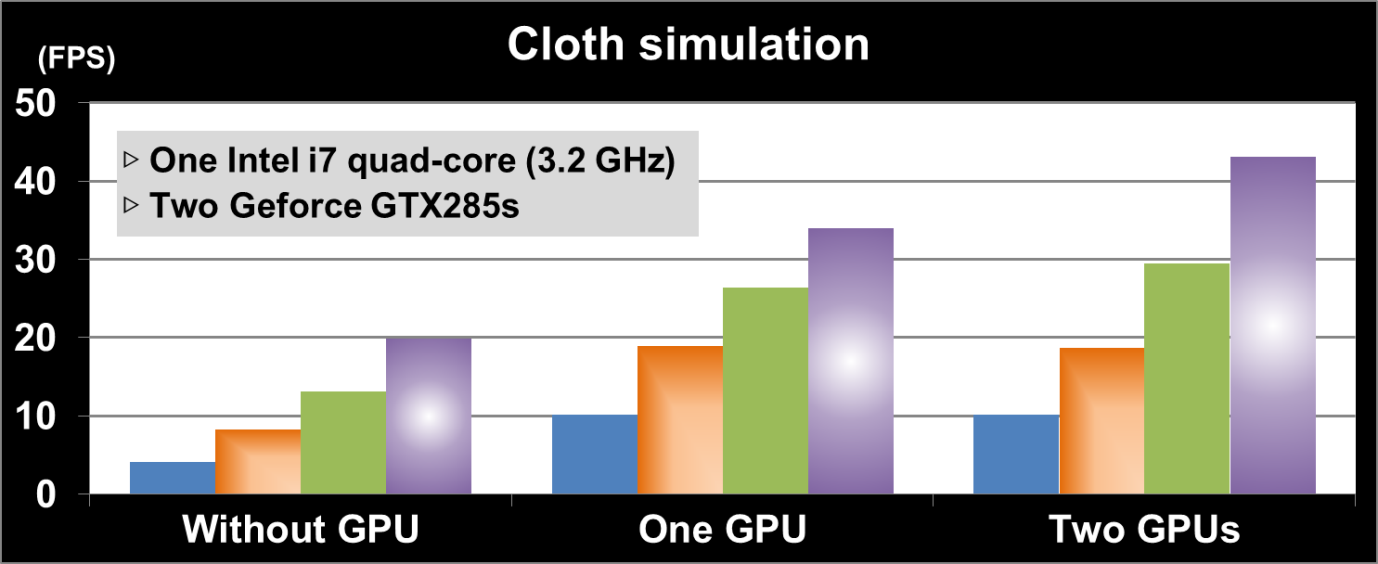 Cloth simulation
(FPS)
50
▷ One Intel i7 quad-core (3.2 GHz)
40
▷ Two Geforce GTX285s
30
20
10
0
Without GPU
One GPU
Two GPUs